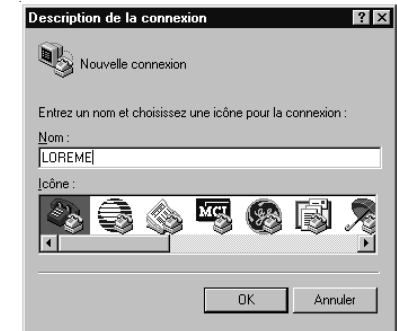 Description de la connexion
Nouvelle connexion
Entrez un nom et choisissez une icône pour la connexion :
Nom :
LOREME
Icône :
MCI
OK
Annuler